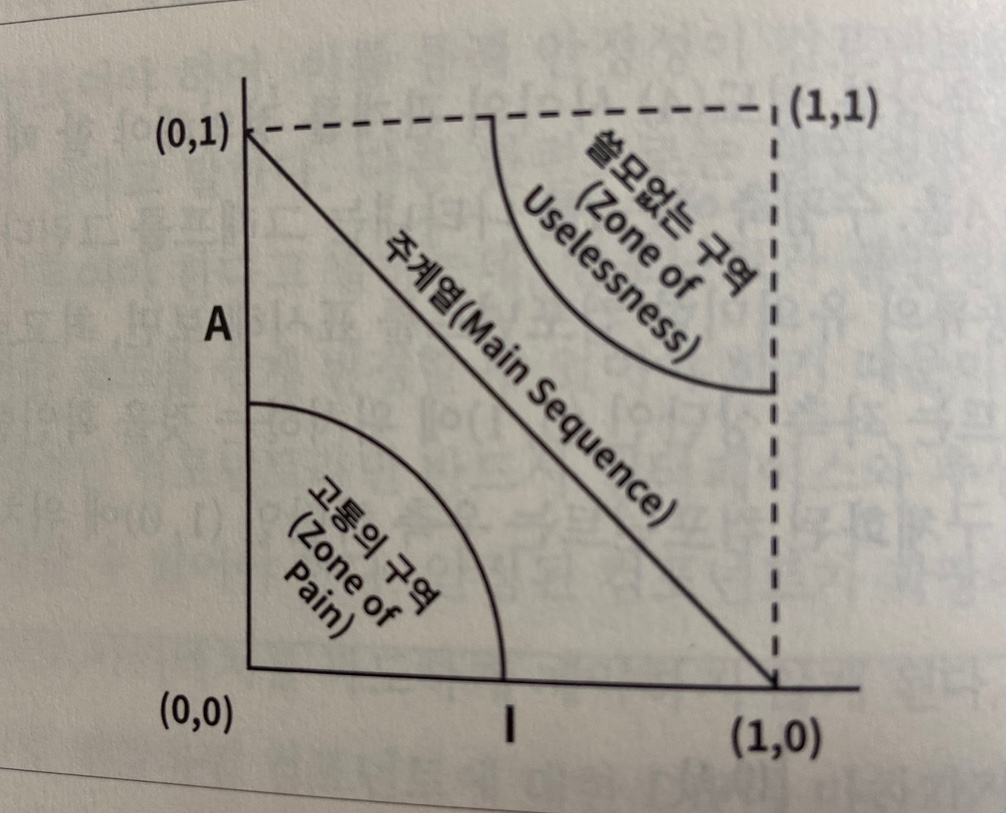 (0,1)
(1,1)
쓸모없는 구역
(Zone of
Uselessness)
주계열(Main Sequence)
A
고통의 구역
(Zone of
Pain)
(0,0)
I
(1,0)